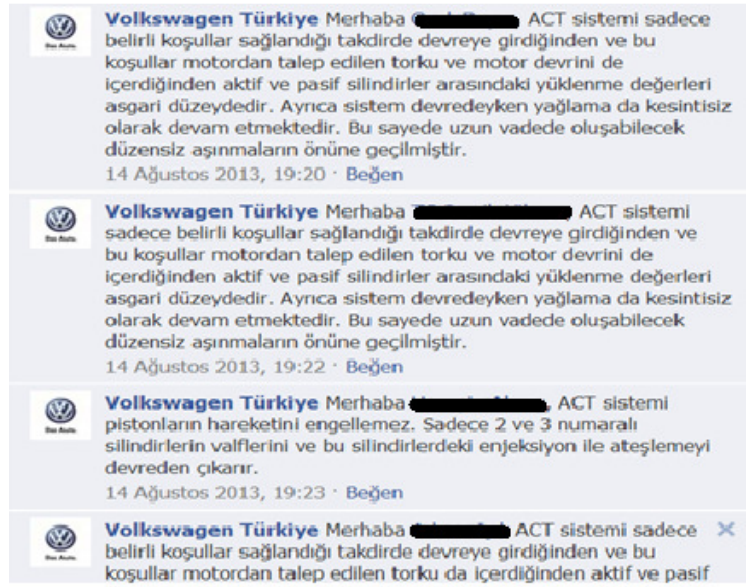 Volkswagen Türkiye Merhaba ACT sistemi sadece
belirli koşullar sağlandığı takdirde devreye girdiğinden ve bu
koşullar motordan talep edilen torku ve motor devrini de
içerdiğinden aktif ve pasif silindirler arasındaki yüklenme değerleri
asgari düzeydedir. Ayrıca sistem devredeyken yağlama da kesintisiz
olarak devam etmektedir. Bu sayede uzun vadede oluşabilecek
düzensiz aşınmaların önüne geçilmiştir.
14 Ağustos 2013, 19:20 · Beğen
Das Auto.
Volkswagen Türkiye Merhaba , ACT sistemi
sadece belirli koşullar sağlandığı takdirde devreye girdiğinden ve
bu koşullar motordan talep edilen torku ve motor devrini de
içerdiğinden aktif ve pasif silindirler arasındaki yüklenme değerleri
asgari düzeydedir. Ayrıca sistem devredeyken yağlama da kesintisiz
olarak devam etmektedir. Bu sayede uzun vadede oluşabilecek
düzensiz aşınmaların önüne geçilmiştir.
14 Ağustos 2013, 19:22 · Beğen
Das Auto.
Volkswagen Türkiye Merhaba , ACT sistemi
pistonların hareketini engellemez. Sadece 2 ve 3 numaralı
silindirlerin valflerini ve bu silindirlerdeki enjeksiyon ile ateşlemeyi
devreden çıkarır.
14 Ağustos 2013, 19:23 · Beğen
Das Auto.
Volkswagen Türkiye Merhaba ACT sistemi sadece
belirli koşullar sağlandığı takdirde devreye girdiğinden ve bu
koşullar motordan talep edilen torku da içerdiğinden aktif ve pasif
Das Auto.